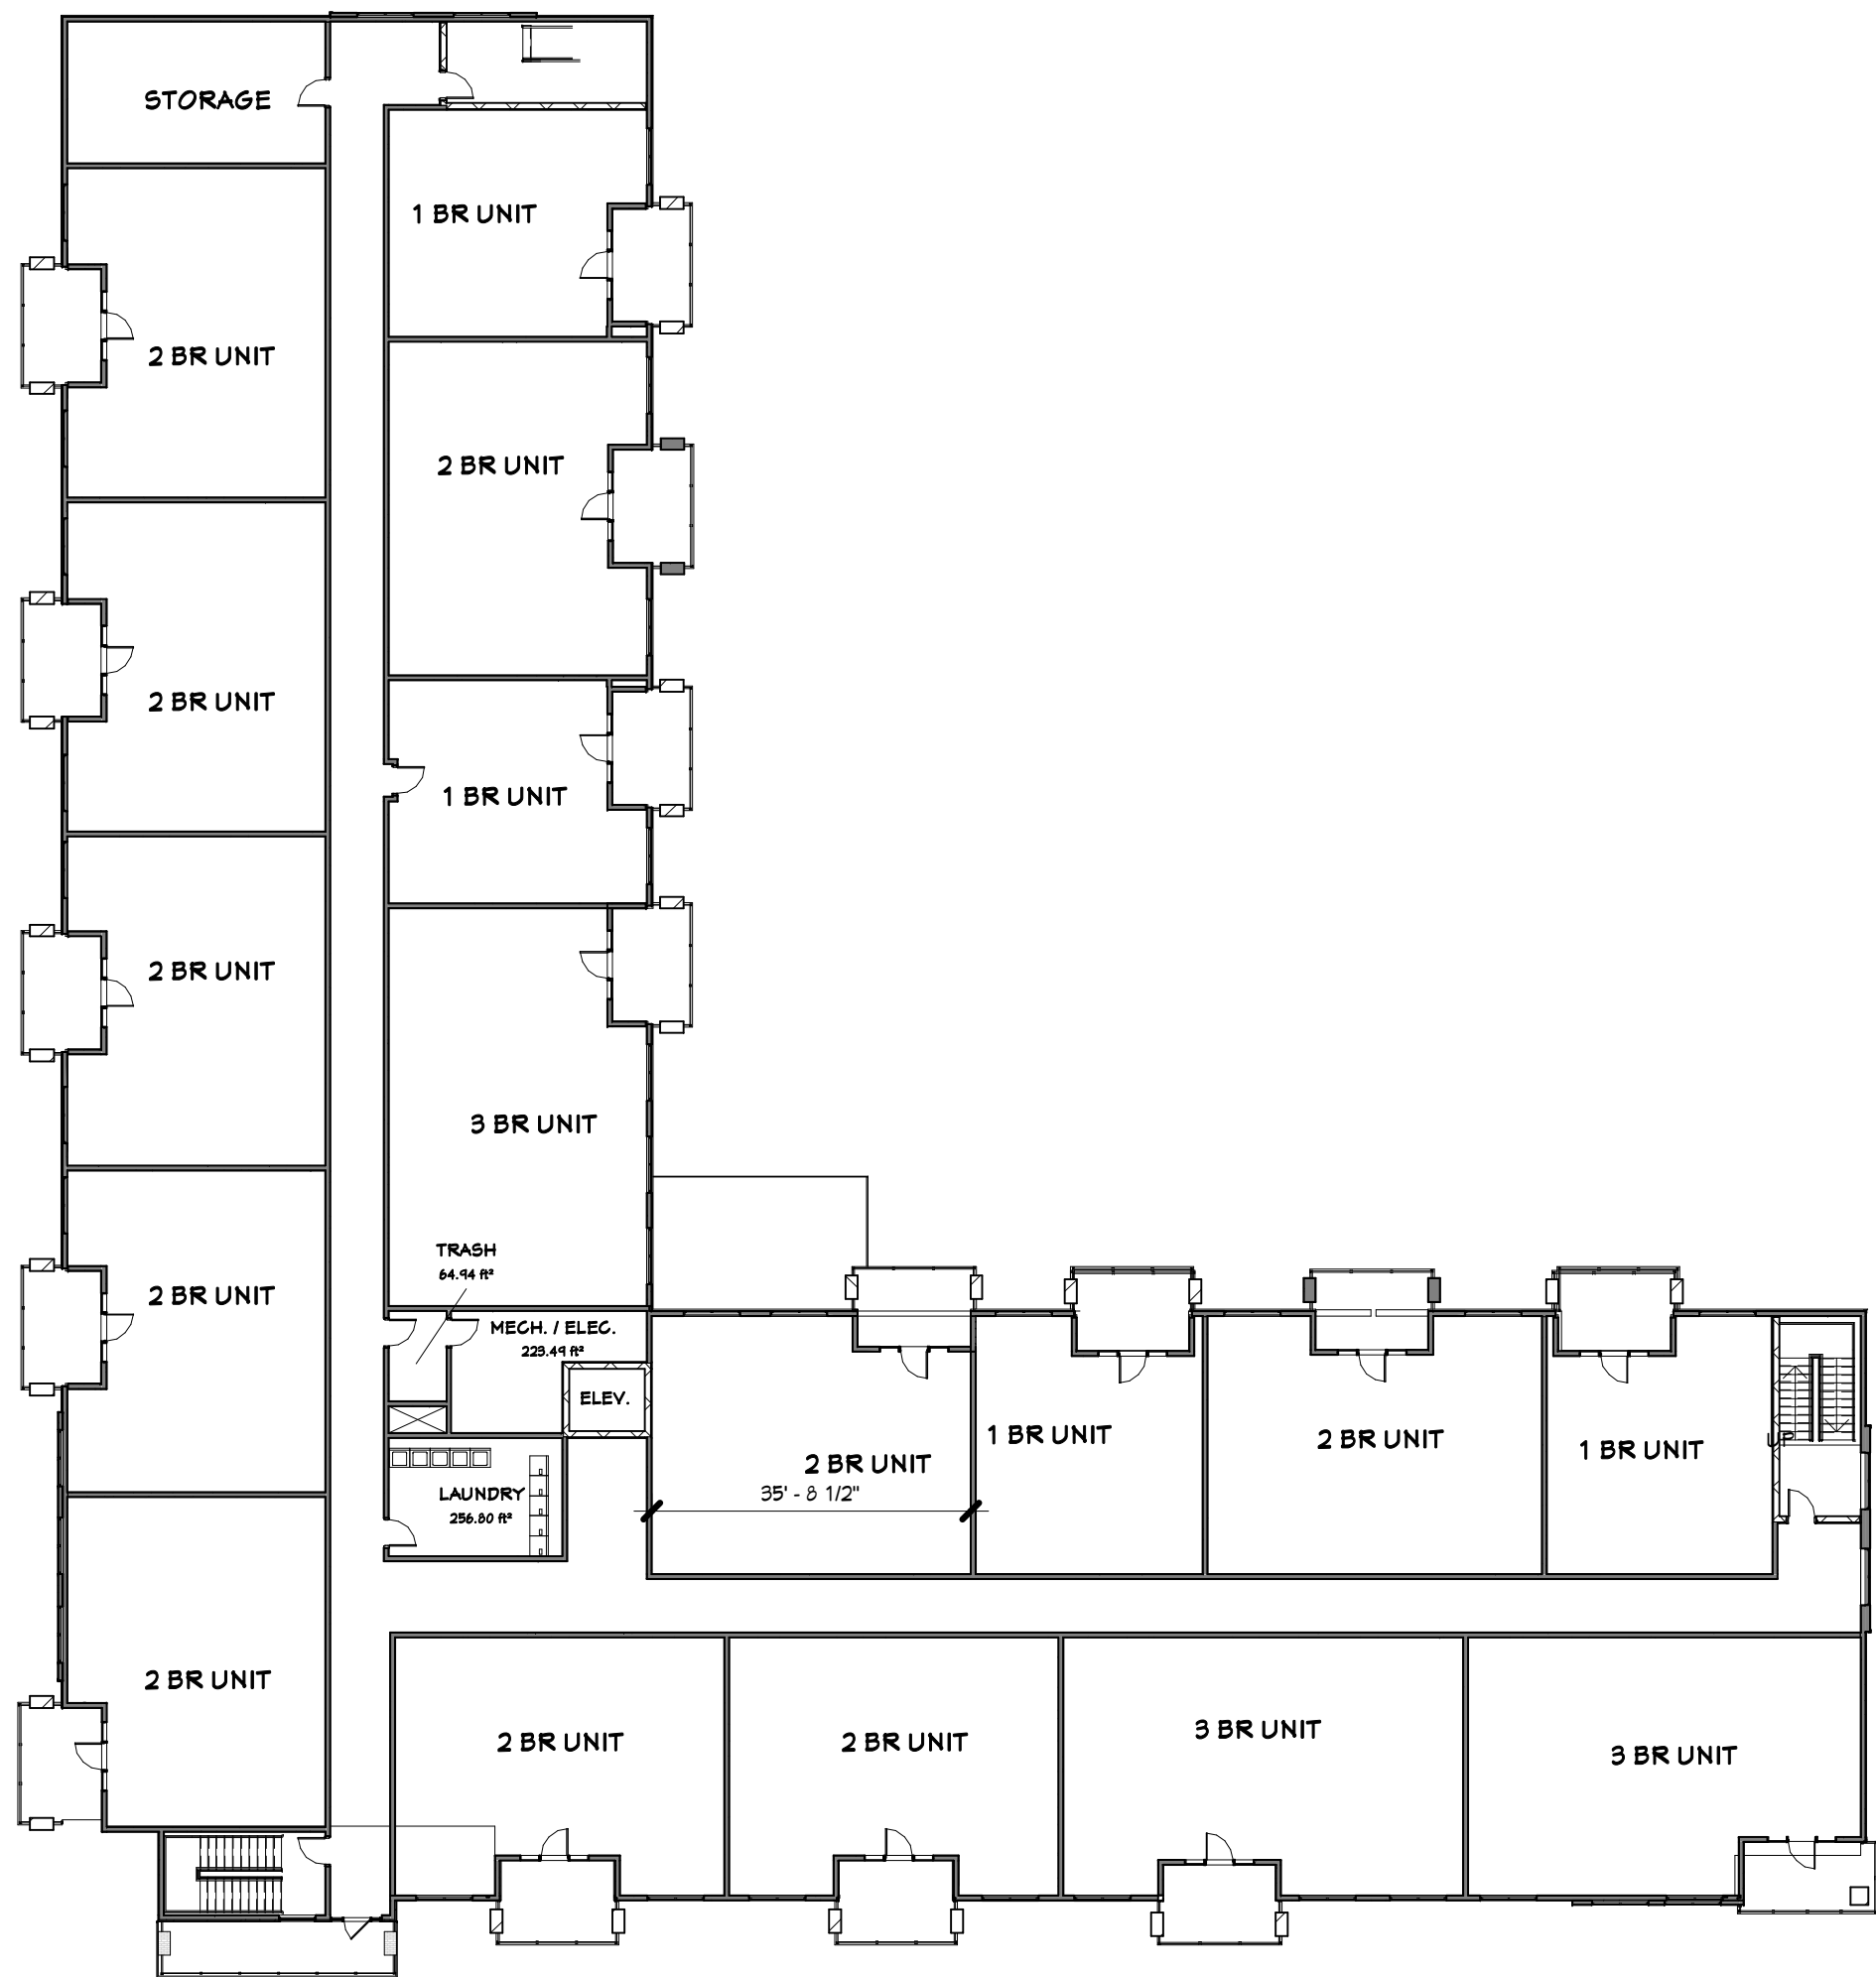 STORAGE
1 BR UNIT
2 BR UNIT
2 BR UNIT
2 BR UNIT
1 BR UNIT
2 BR UNIT
3 BR UNIT
TRASH
64.94 ft²
2 BR UNIT
MECH. / ELEC.
223.49 ft²
ELEV.
1 BR UNIT
2 BR UNIT
1 BR UNIT
2 BR UNIT
35' - 8 1/2"
LAUNDRY
256.80 ft²
UP
2 BR UNIT
2 BR UNIT
2 BR UNIT
3 BR UNIT
3 BR UNIT